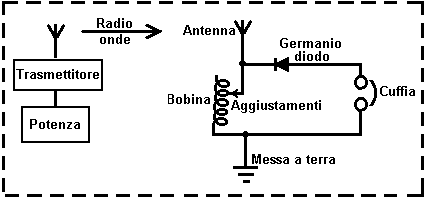 Radio
onde
Antenna
Germanio
diodo
Trasmettitore
Bobina
Aggiustamenti
Cuffia
Potenza
Messa a terra